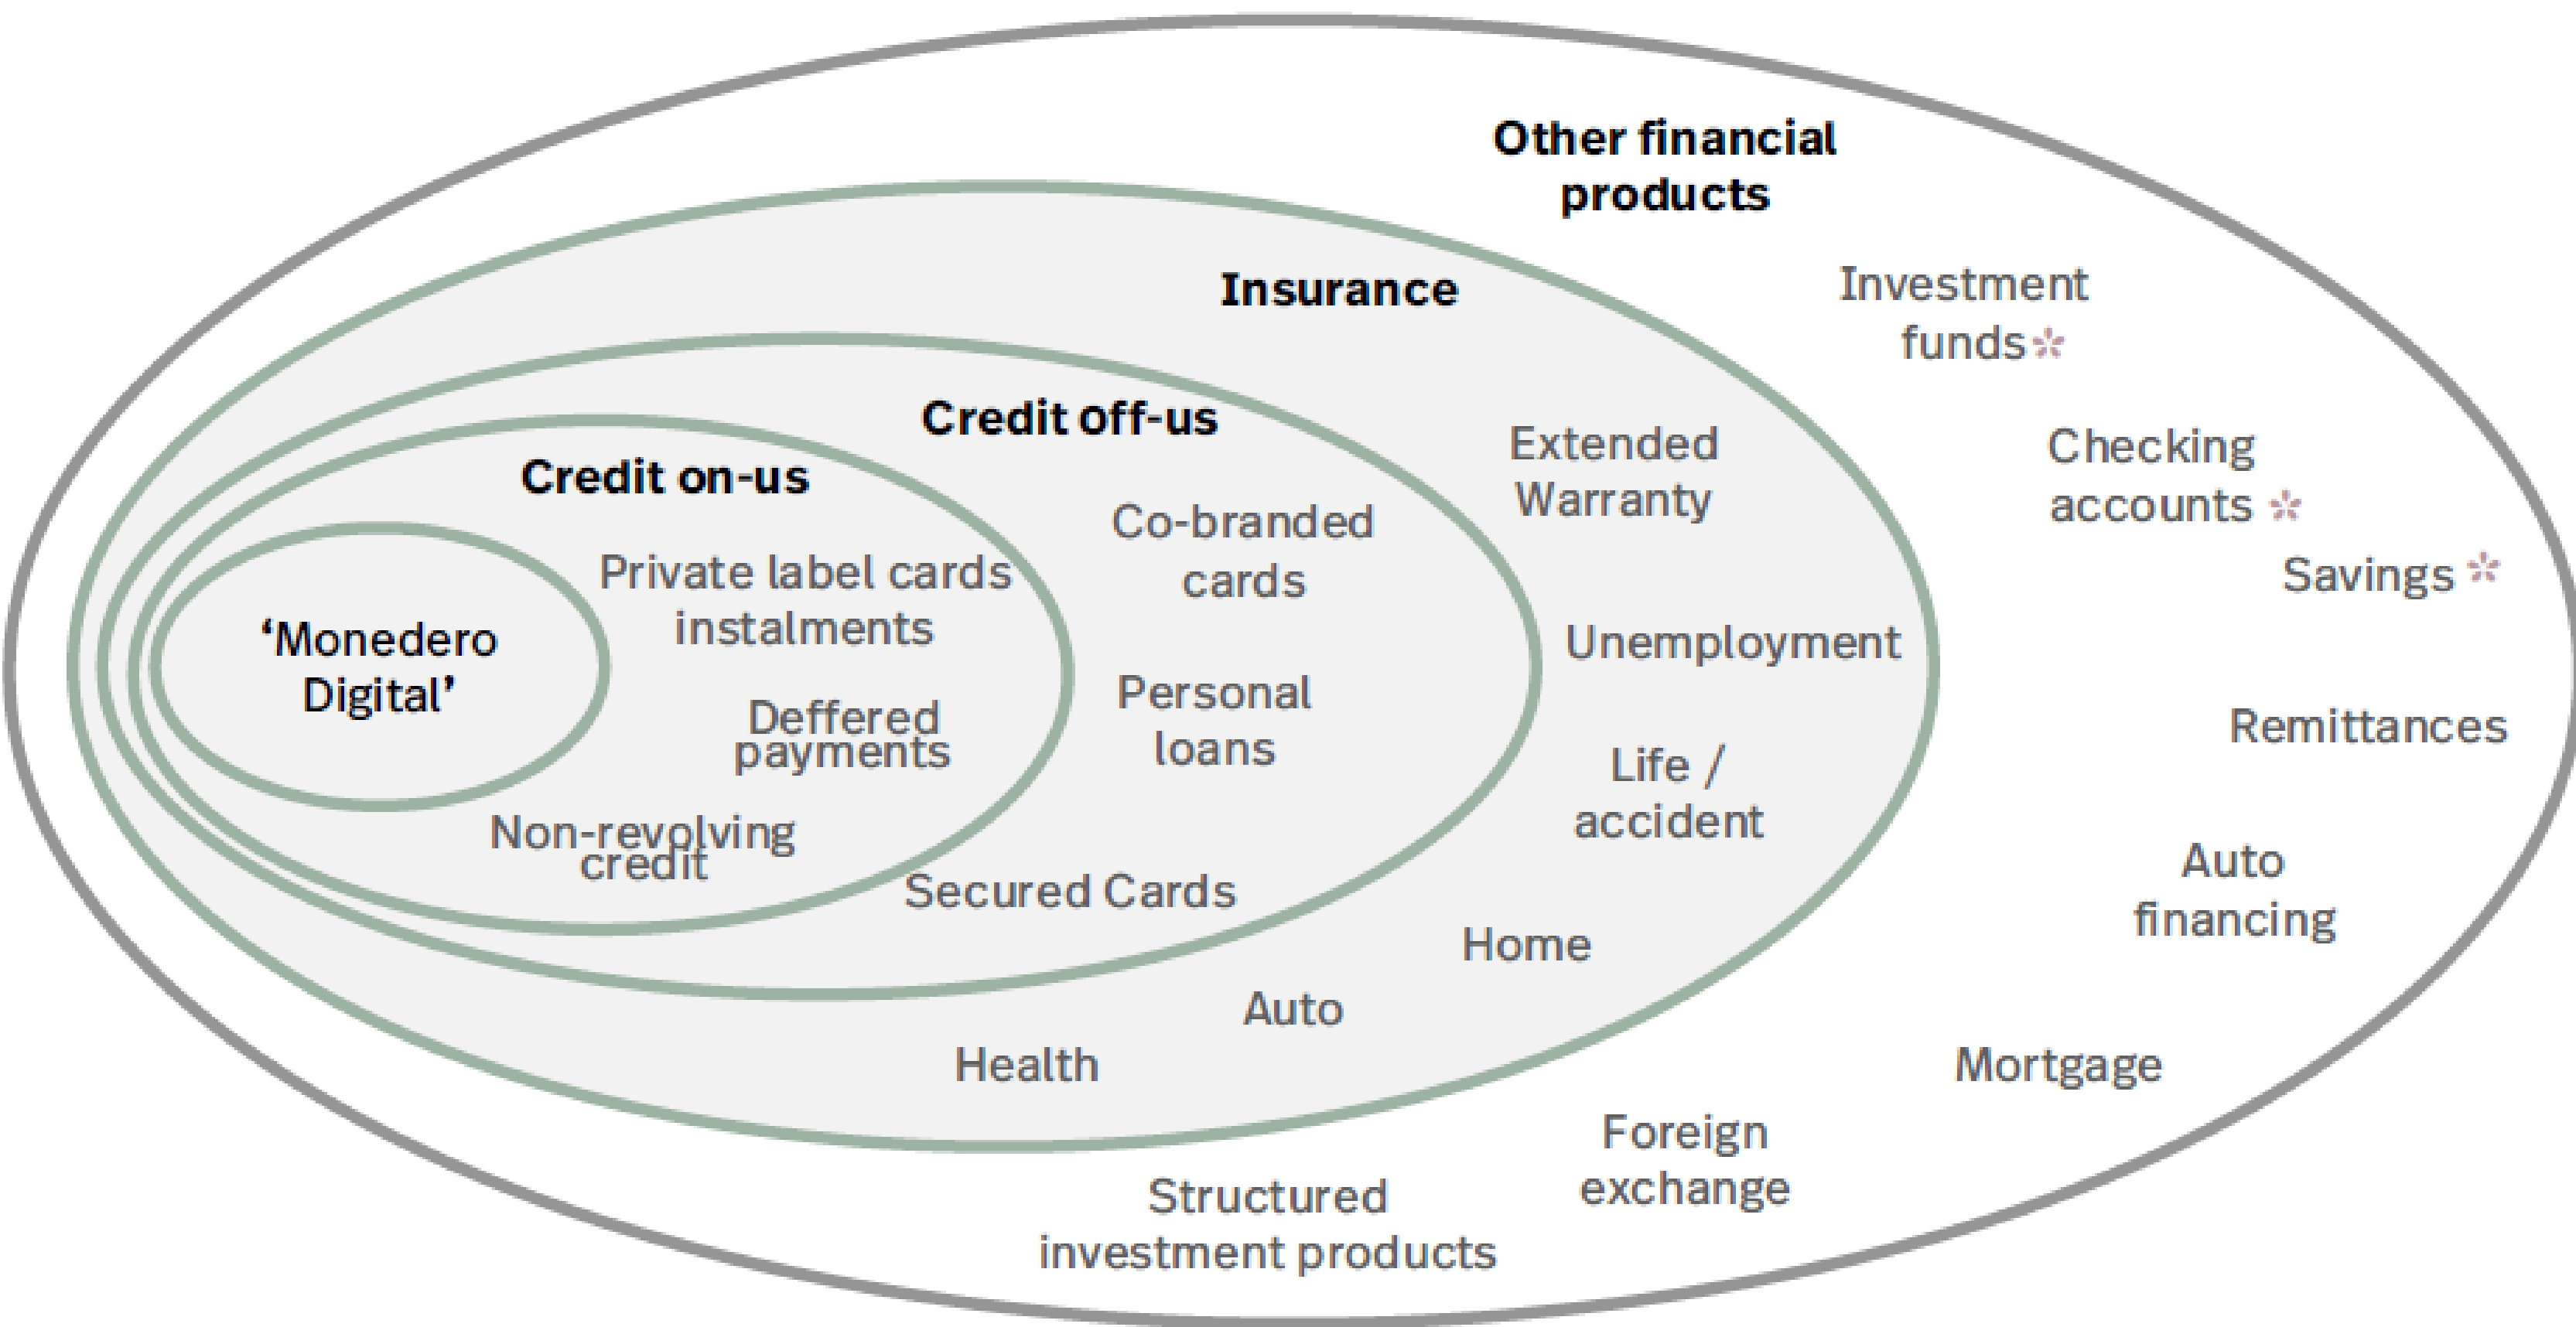 Other financial
products
Investment
funds*
Checking
accounts *
Savings *
Remittances
Auto
financing
Mortgage
Foreign
exchange
Structured
investment products
Insurance
Extended
Warranty
Unemployment
Life /
accident
Home
Auto
Health
Credit off-us
Co-branded
cards
Personal
loans
Secured Cards
Credit on-us
Private label cards
instalments
Deffered
payments
Non-revolving
credit
‘Monedero
Digital’